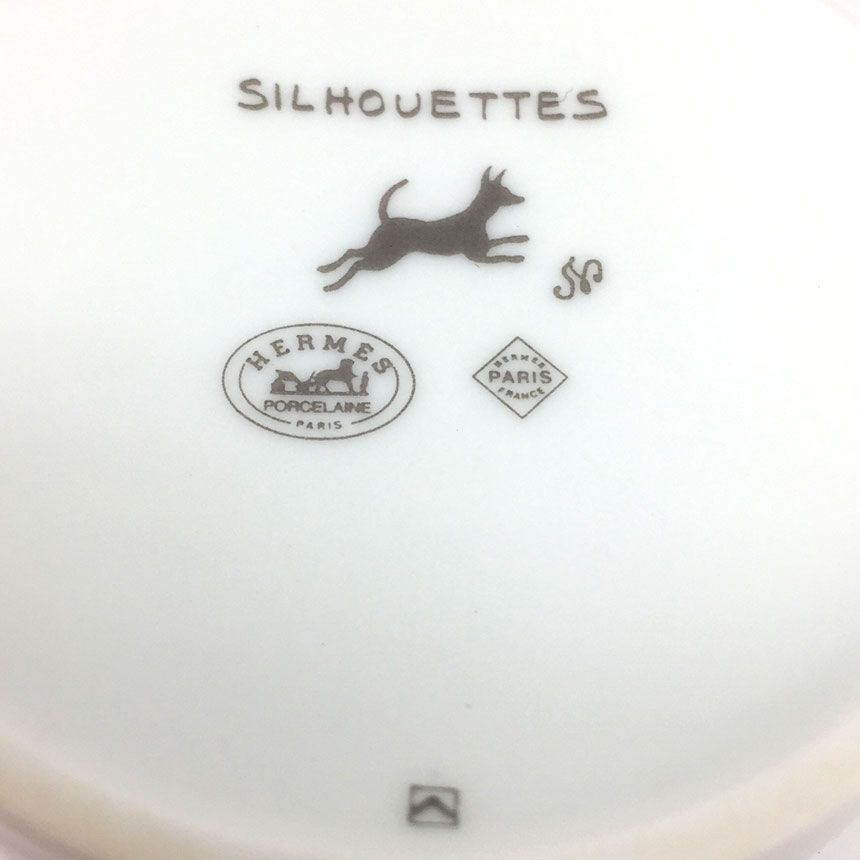 SILHOUETTES
HERMES
PORCELAINE
PARIS
HERMES
PARIS
FRANCE